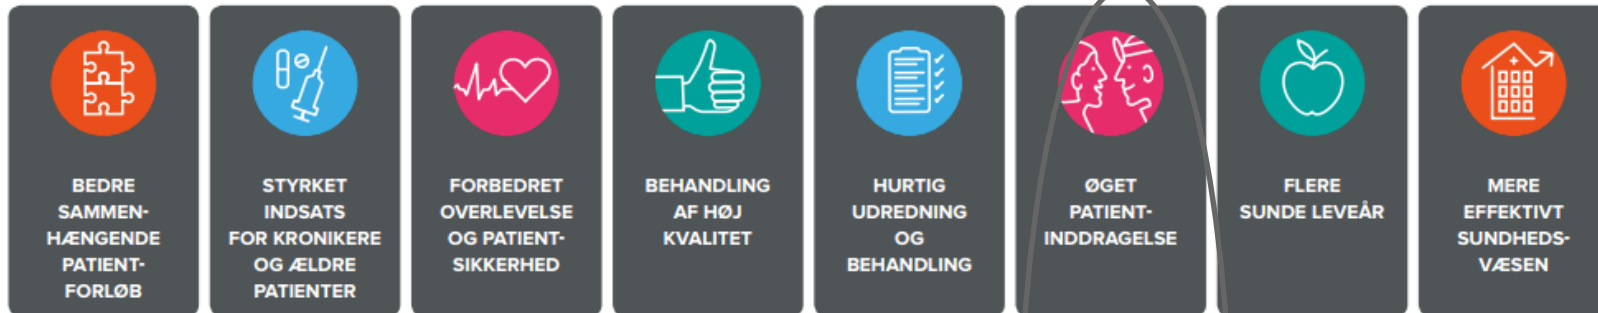 BEDRE
SAMMEN-
HÆNGENDE
PATIENT-
FORLØB
STYRKET
INDSATS
FOR KRONIKERE
OG ÆLDRE
PATIENTER
FORBEDRET
OVERLEVELSE
OG PATIENT-
SIKKERHED
BEHANDLING
AF HØJ
KVALITET
HURTIG
UDREDNING
OG
BEHANDLING
ØGET
PATIENT-
INDDRAGELSE
FLERE
SUNDE LEVEÅR
MERE
EFFEKTIVT
SUNDHEDS-
VÆSEN